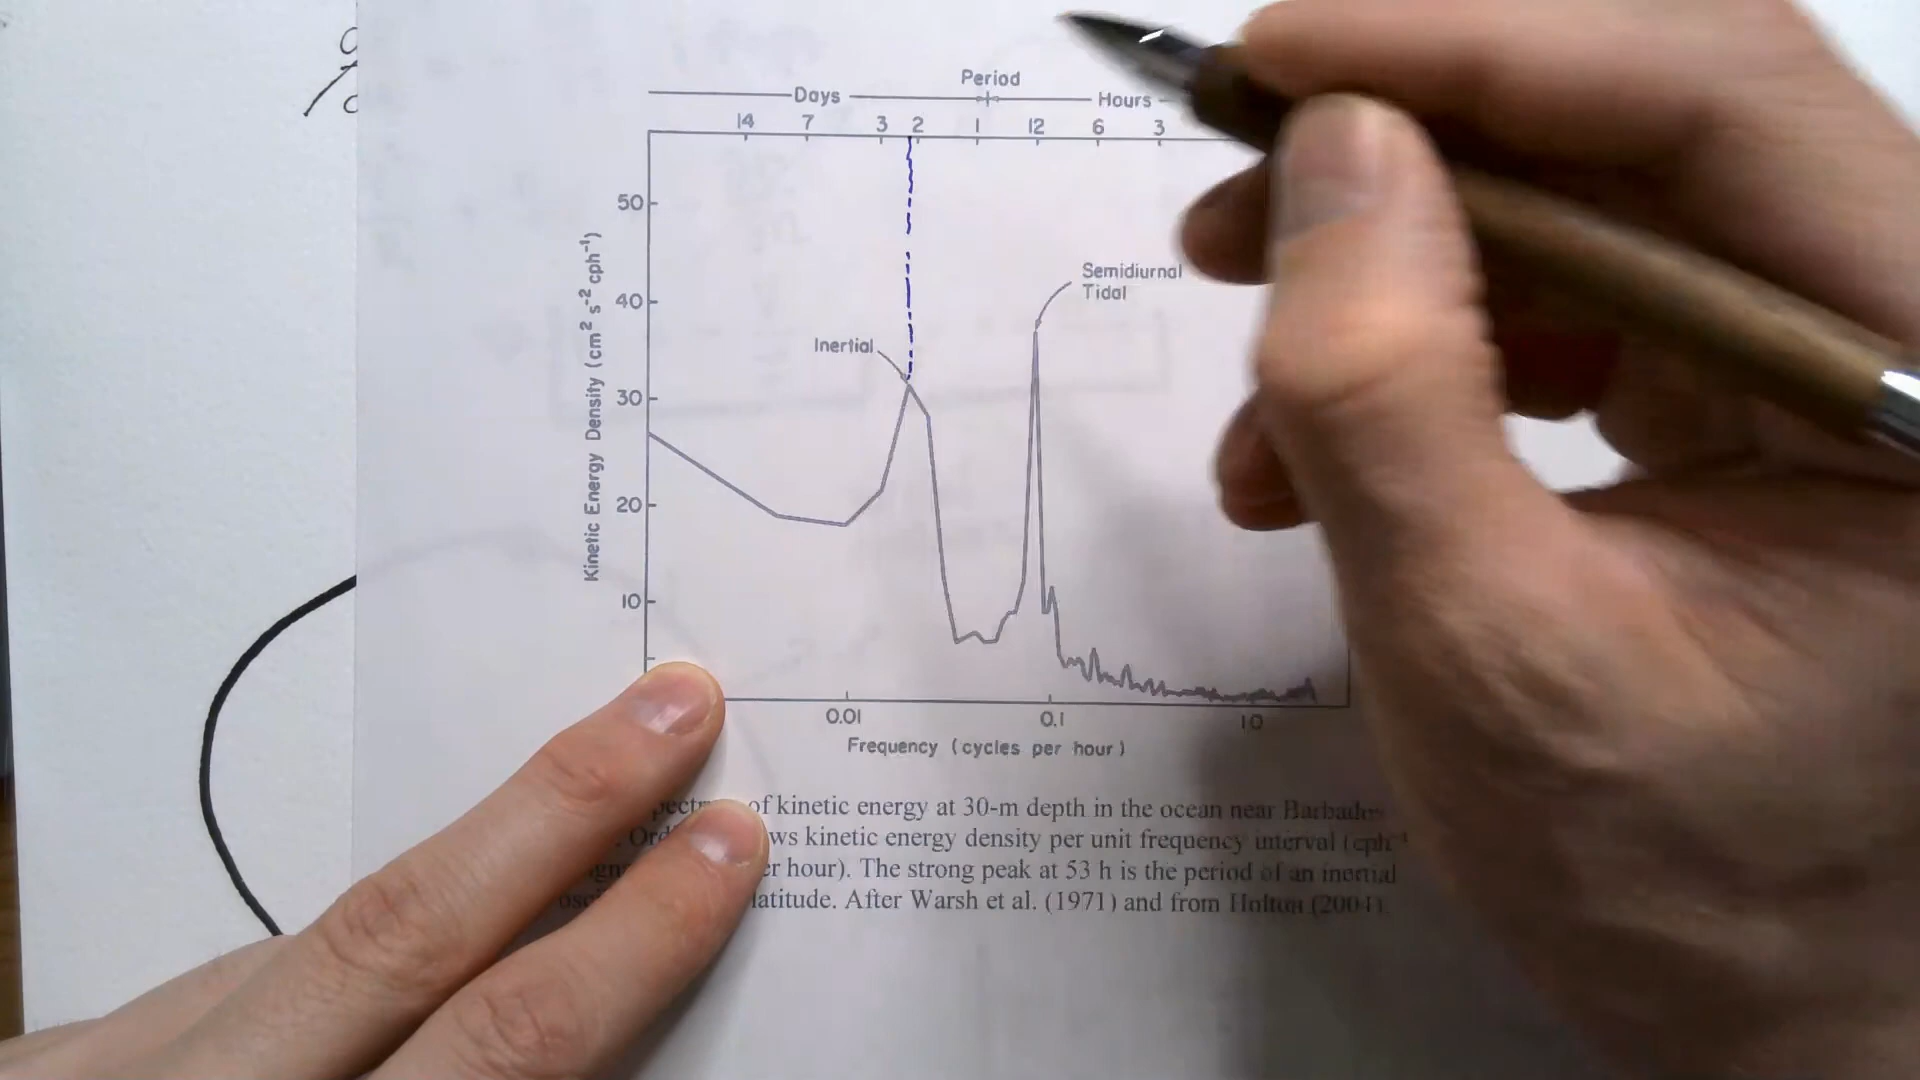 Period
Days Hours
14 7 3 2 1 12 6 3
50
40
30
20
10
Kinetic Energy Density (cm² s⁻² cph⁻¹)
Semidiurnal
Tidal
Inertial
0.01 0.1 10
Frequency (cycles per hour)
of kinetic energy at 30-m depth in the ocean near Barbados
kinetic energy density per unit frequency interval (cph⁻¹
hour). The strong peak at 53 h is the period of an inertial
latitude. After Warsh et al. (1971) and from Holton (2004).